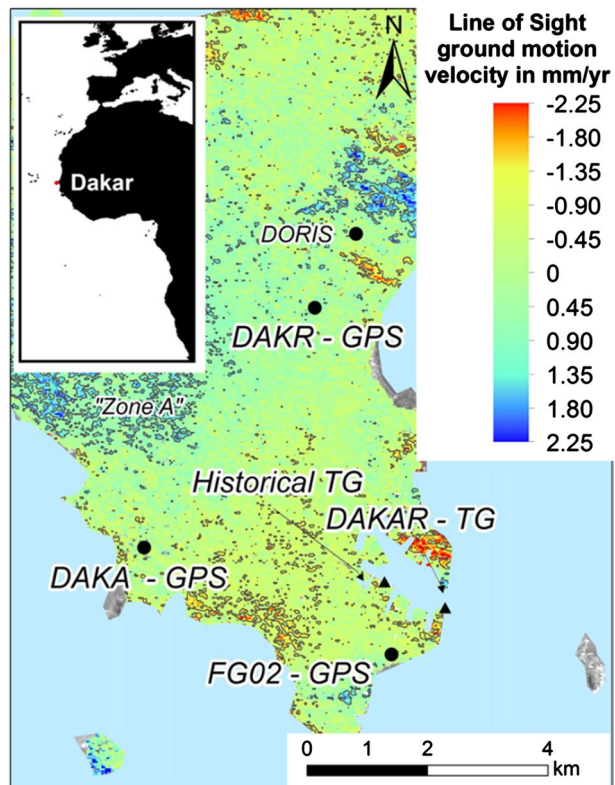 Line of Sight
ground motion
velocity in mm/yr
N
-2.25
-1.80
-1.35
-0.90
-0.45
0
0.45
0.90
1.35
1.80
2.25
Dakar
DORIS
DAKR - GPS
"Zone A"
Historical TG
DAKAR - TG
DAKA - GPS
FG02 - GPS
0 1 2 4
km